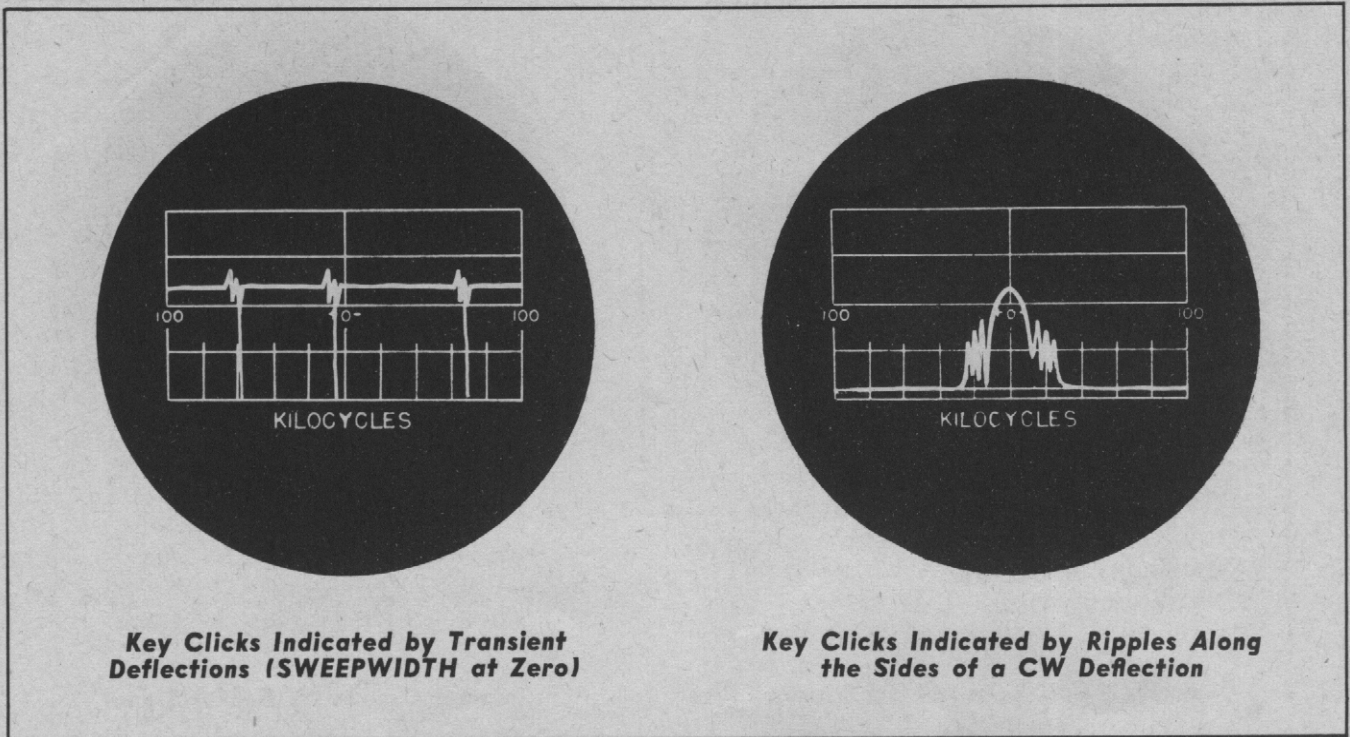 100 -0- 100
KILOCYCLES
Key Clicks Indicated by Transient
Deflections (SWEEPWIDTH at Zero)
100 0 100
KILOCYCLES
Key Clicks Indicated by Ripples Along
the Sides of a CW Deflection